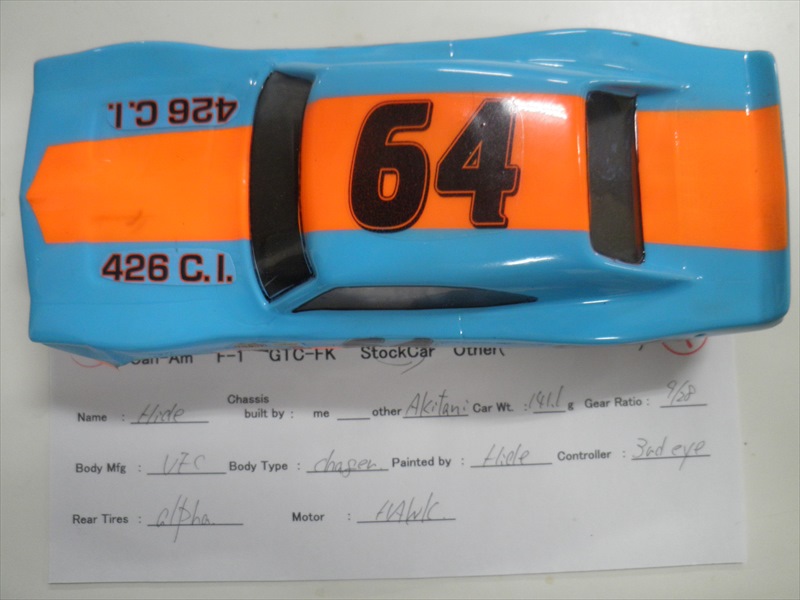 426 C.I.
64
426 C.I.
Can-Am F-1 GTC-FK StockCar Other(
Name : Hide Chassis built by : me other Akitani Car Wt. : 141.1 g Gear Ratio : 9/28
Body Mfg : Body Type : chaser Painted by : Hide Controller : 3rd eye
Rear Tires : alpha Motor : HAWK